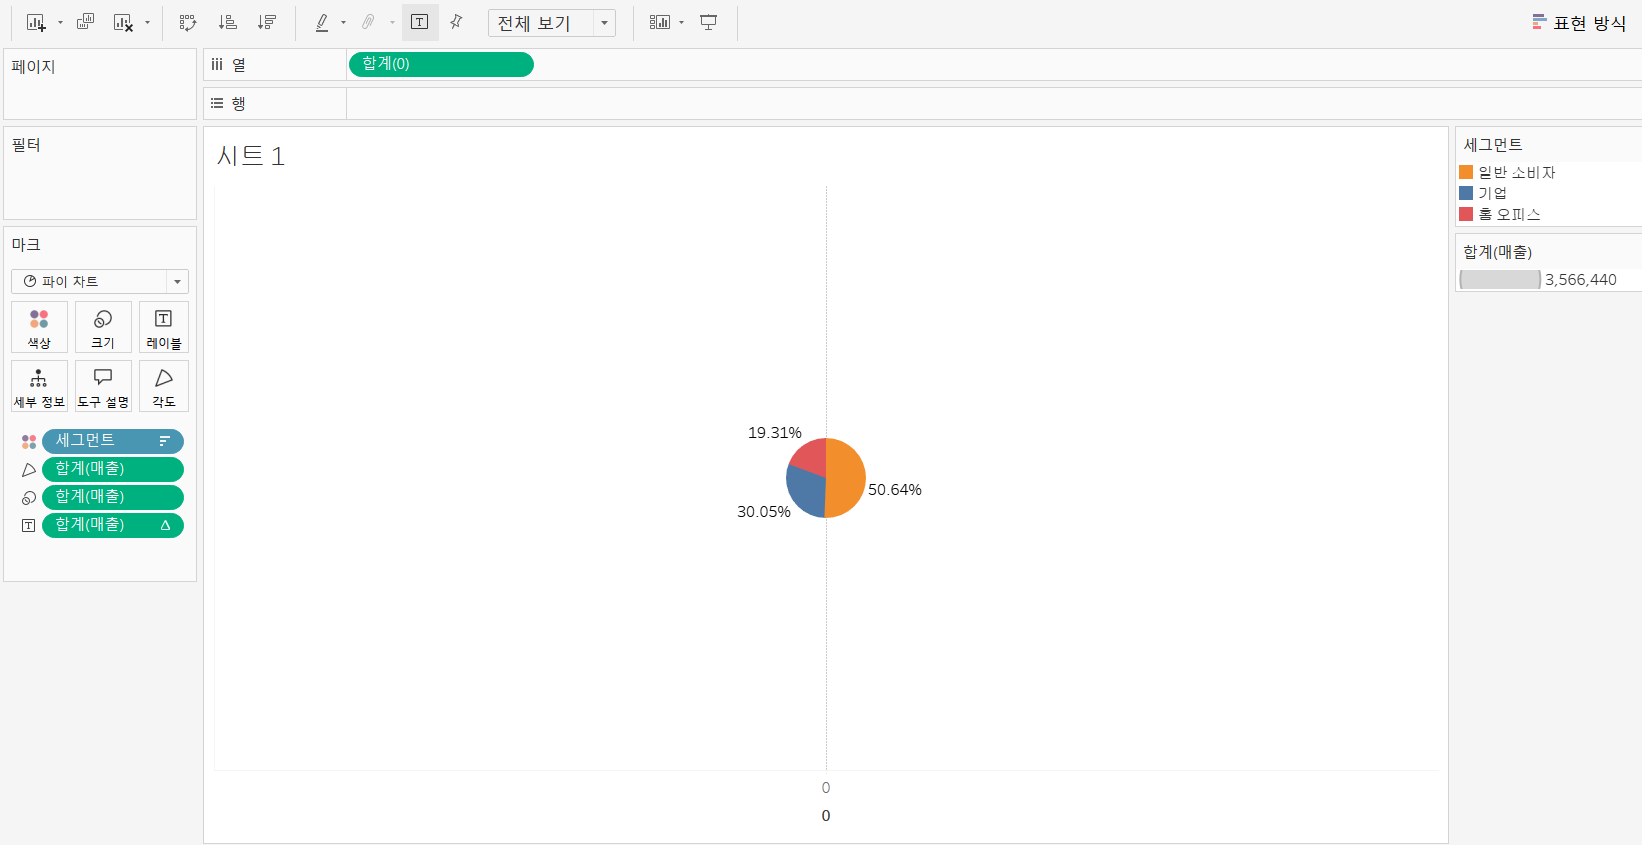 전체 보기
표현 방식
페이지
열
합계(0)
행
필터
시트 1
세그먼트
일반 소비자
기업
홈 오피스
합계(매출)
3,566,440
마크
파이 차트
색상
크기
레이블
세부 정보
도구 설명
각도
세그먼트
합계(매출)
합계(매출)
합계(매출)
19.31%
50.64%
30.05%
0
0